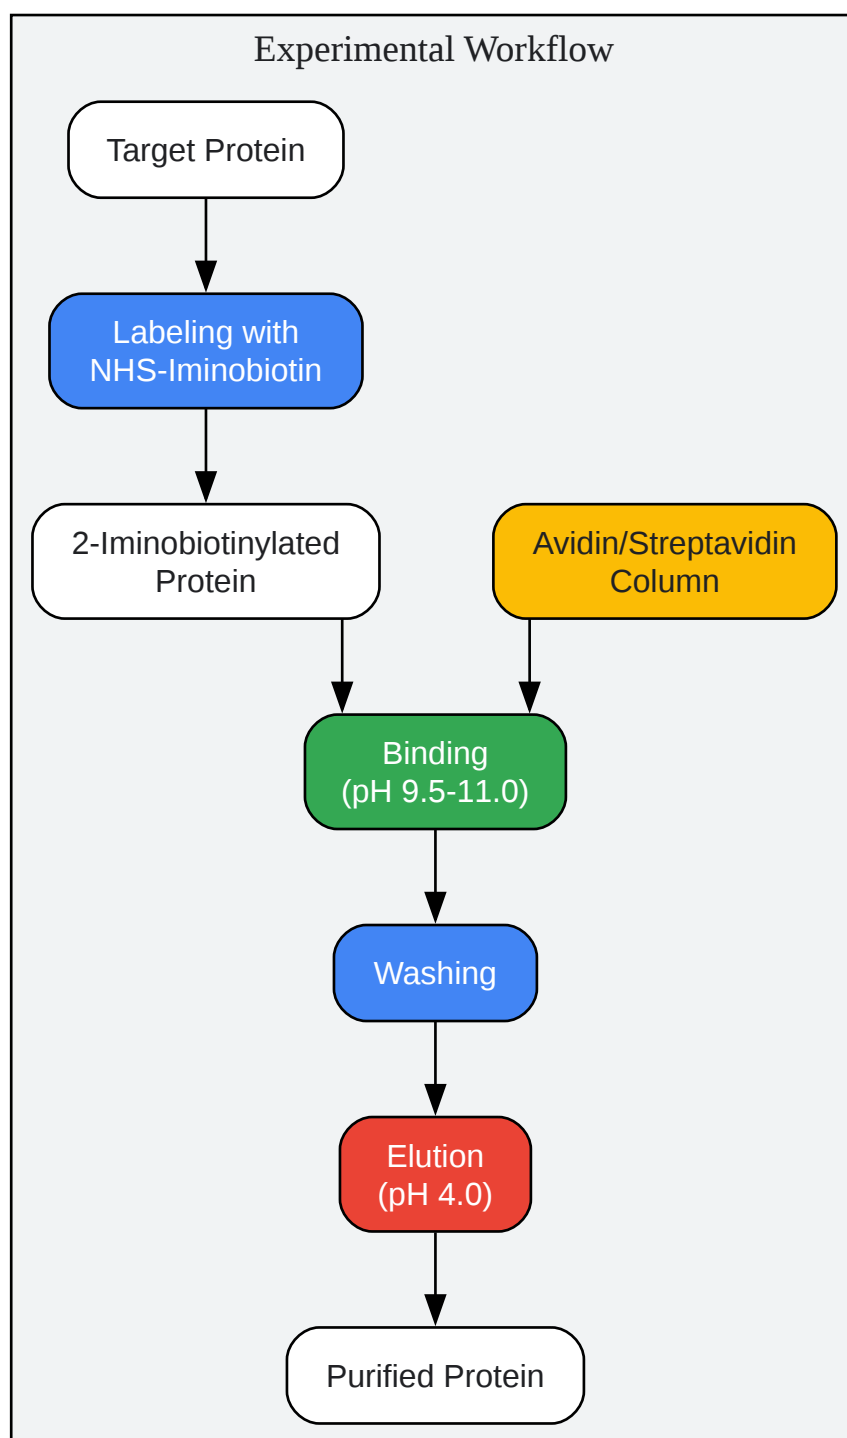 Experimental Workflow
Target Protein
Labeling with
NHS-Iminobiotin
2-Iminobiotinylated
Protein
Avidin/Streptavidin
Column
Binding
(pH 9.5-11.0)
Washing
Elution
(pH 4.0)
Purified Protein